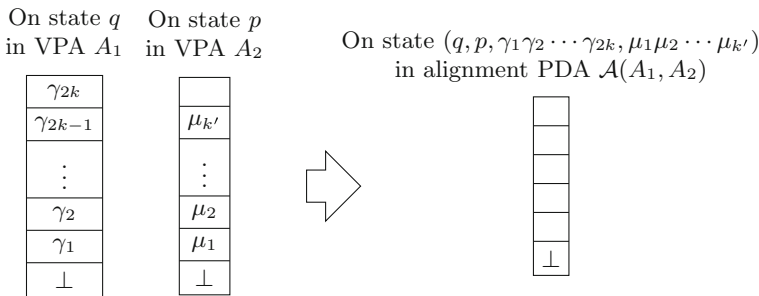 On state q
in VPA A₁
On state p
in VPA A₂
On state (q, p, γ₁γ₂ ⋯ γ₂ₖ, μ₁μ₂ ⋯ μₖ′)
in alignment PDA 𝒜(A₁, A₂)
γ₂ₖ
γ₂ₖ₋₁
⋮
γ₂
γ₁
⊥
μₖ′
⋮
μ₂
μ₁
⊥
⊥